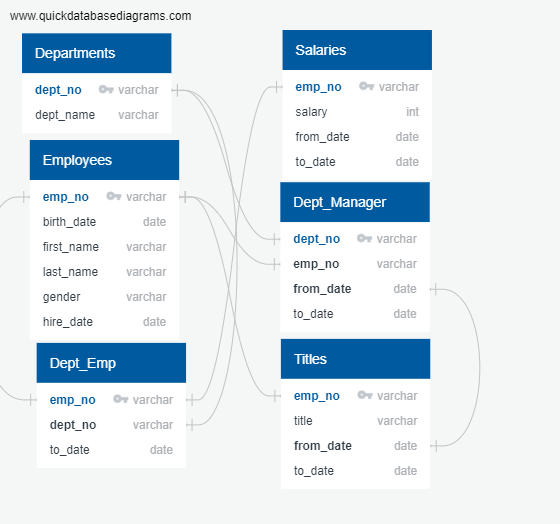 www.quickdatabasediagrams.com
Departments
dept_no varchar
dept_name varchar
Employees
emp_no varchar
birth_date date
first_name varchar
last_name varchar
gender varchar
hire_date date
Dept_Emp
emp_no varchar
dept_no varchar
to_date date
Salaries
emp_no varchar
salary int
from_date date
to_date date
Dept_Manager
dept_no varchar
emp_no varchar
from_date date
to_date date
Titles
emp_no varchar
title varchar
from_date date
to_date date